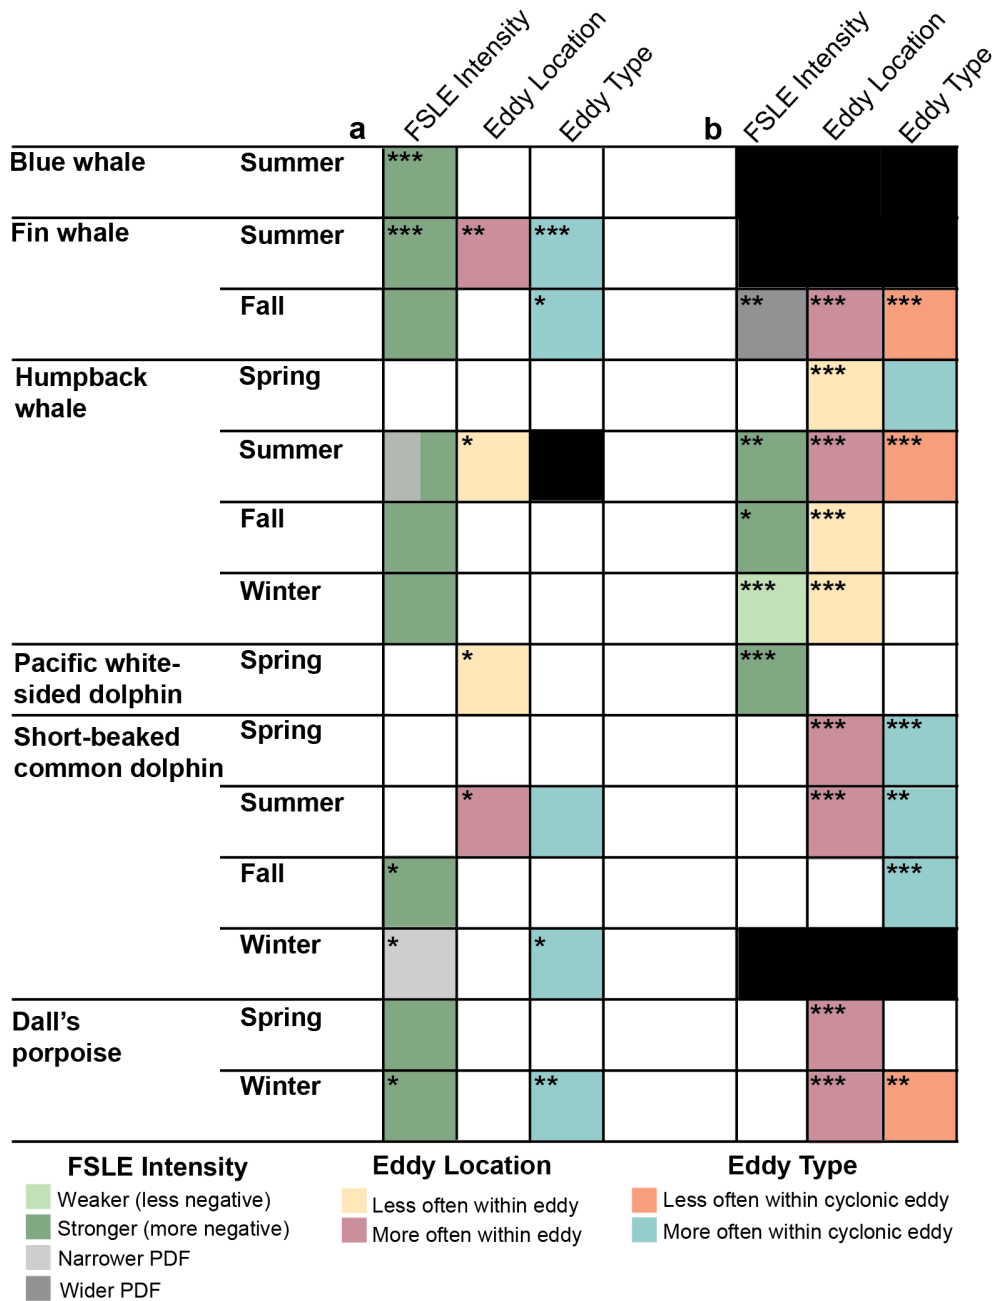 a FSLE Intensity Eddy Location Eddy Type b FSLE Intensity Eddy Location Eddy Type
Blue whale Summer ***
Fin whale Summer *** ** ***
Fall * ** *** ***
Humpback Spring ***
whale
Summer * ** *** ***
Fall * ***
Winter *** ***
Pacific white- Spring * ***
sided dolphin
Short-beaked Spring *** ***
common dolphin
Summer * *** **
Fall * ***
Winter * *
Dall's Spring ***
porpoise
Winter * ** *** **
FSLE Intensity Eddy Location Eddy Type
Weaker (less negative) Less often within eddy Less often within cyclonic eddy
Stronger (more negative) More often within eddy More often within cyclonic eddy
Narrower PDF
Wider PDF